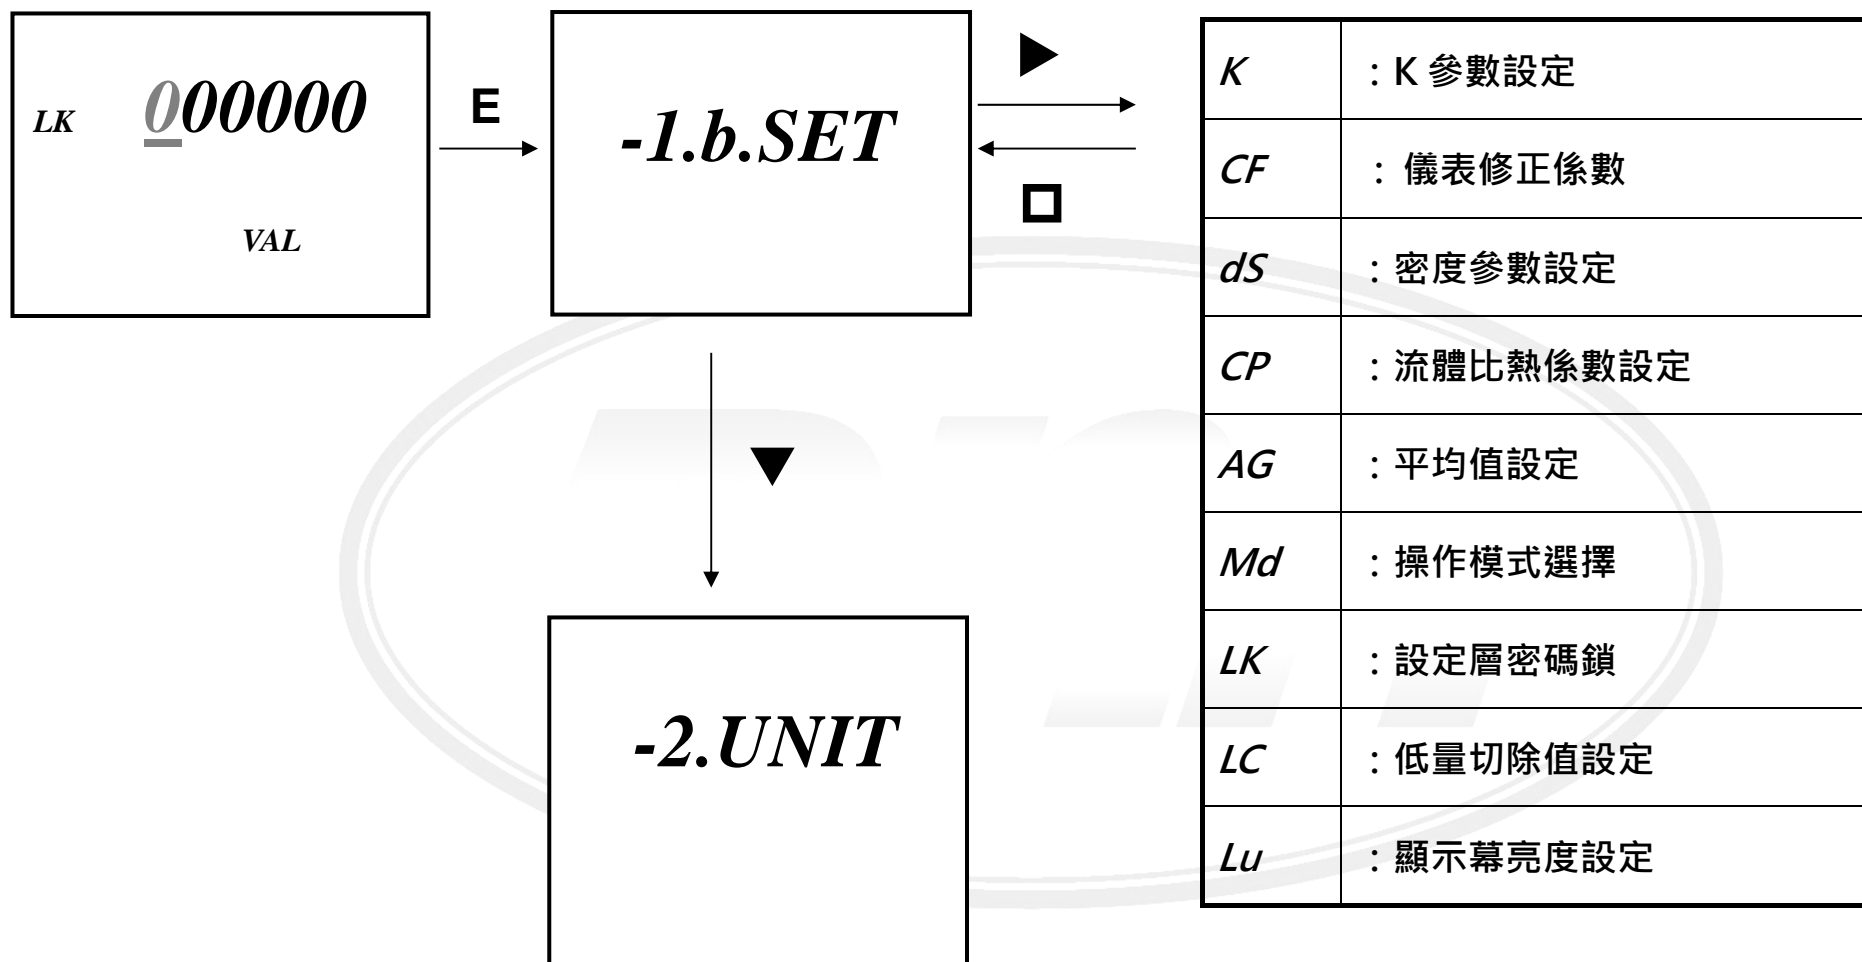 LK 000000
VAL
E
-1.b.SET
-2.UNIT
K ：K 參數設定
CF ：儀表修正係數
dS ：密度參數設定
CP ：流體比熱係數設定
AG ：平均值設定
Md ：操作模式選擇
LK ：設定層密碼鎖
LC ：低量切除值設定
Lu ：顯示幕亮度設定